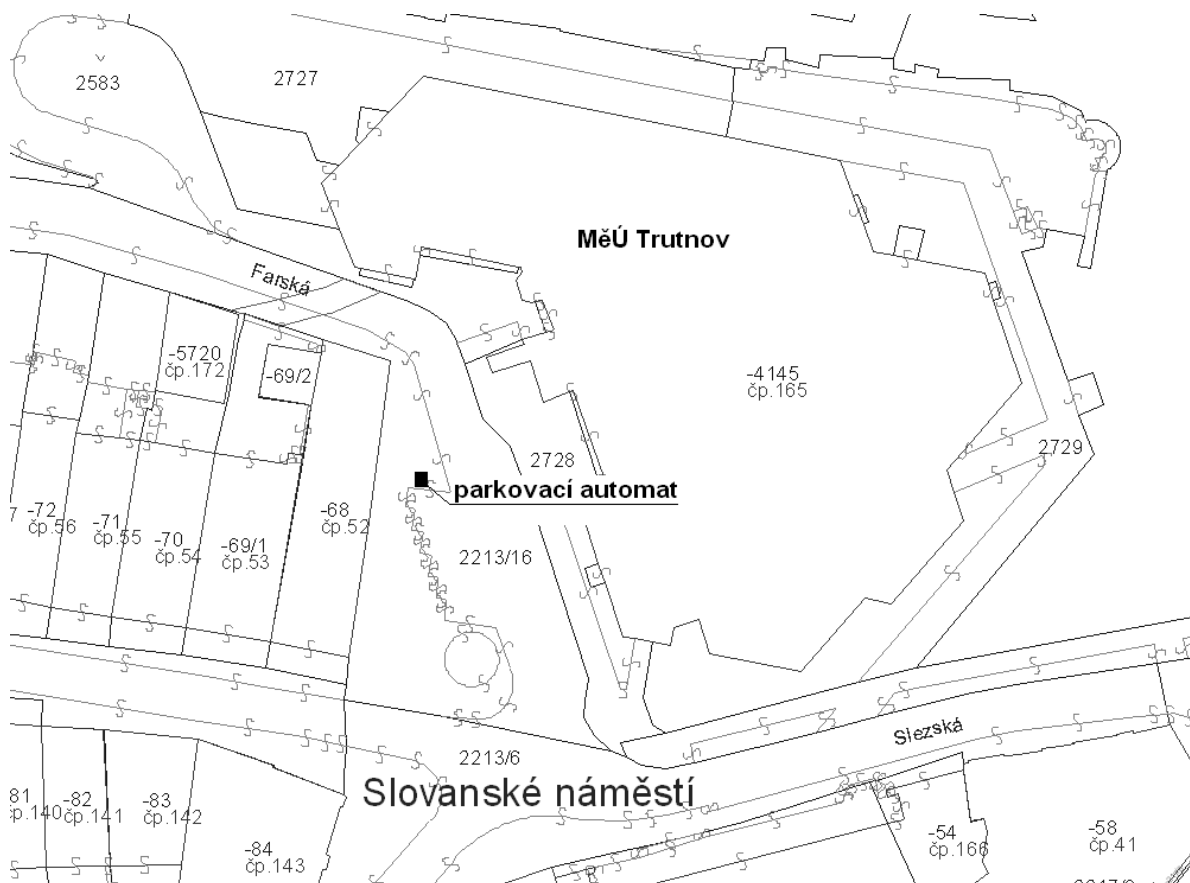 2583
2727
MěÚ Trutnov
Farská
-5720
čp.172
-69/2
-4145
čp.165
2728
2729
parkovací automat
-72
čp.56
-71
čp.55
-70
čp.54
-69/1
čp.53
-68
čp.52
2213/16
2213/6
Slezská
Slovanské náměstí
-82
čp.141
-83
čp.142
-84
čp.143
-54
čp.166
-58
čp.41